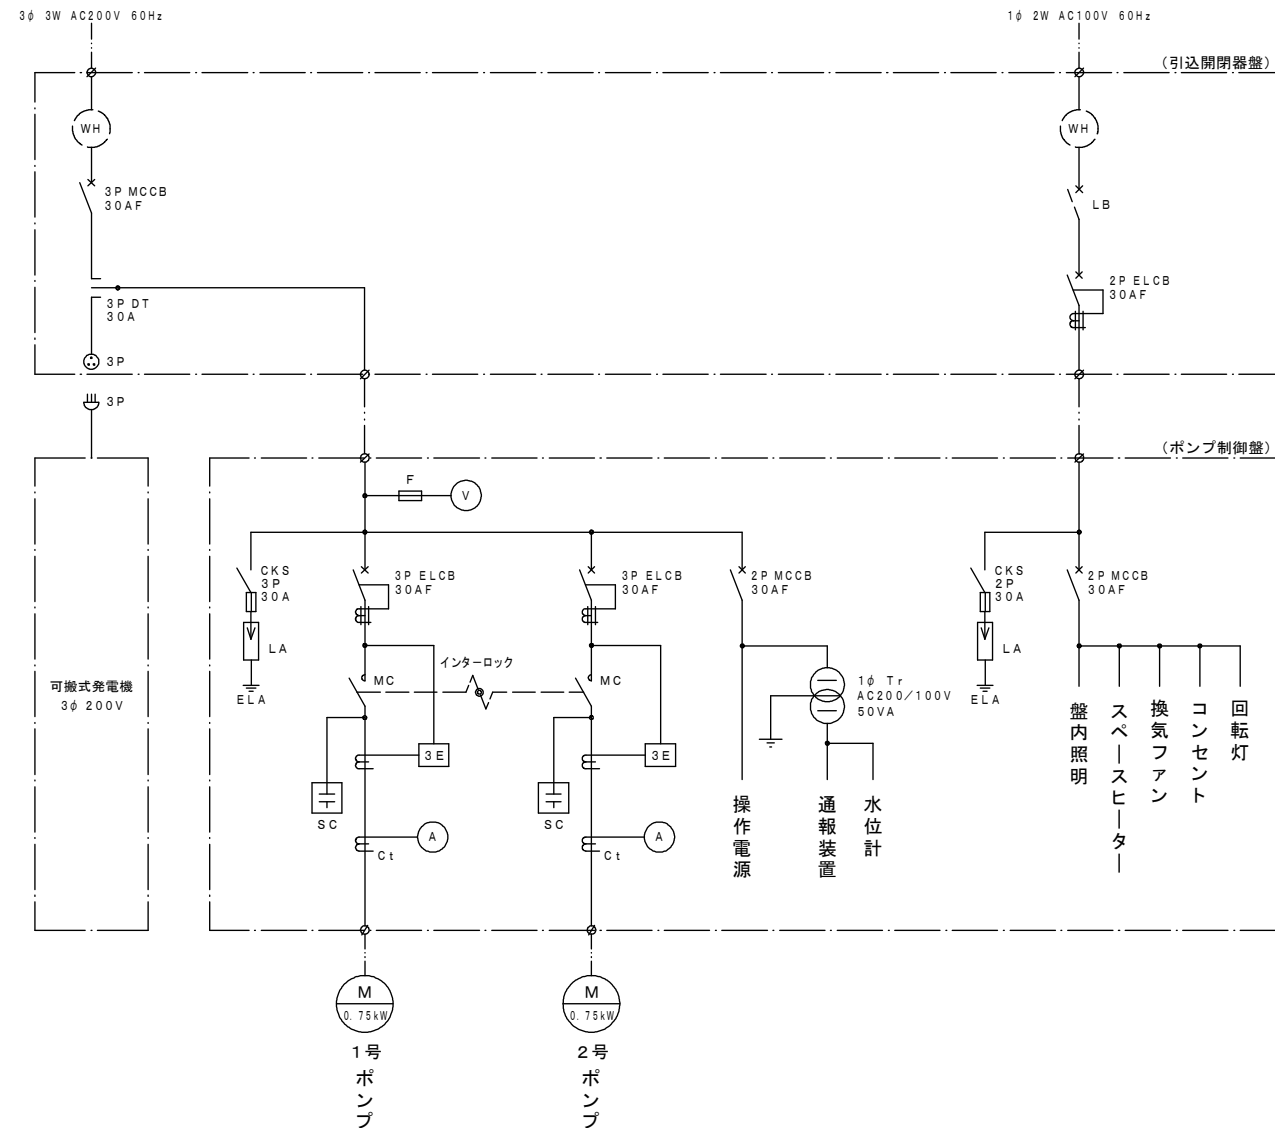 3φ 3W AC200V 60Hz
1φ 2W AC100V 60Hz
（引込開閉器盤）
WH
WH
3P MCCB
30AF
LB
2P ELCB
30AF
3P DT
30A
3P
3P
（ポンプ制御盤）
F
V
CKS
3P
30A
3P ELCB
30AF
3P ELCB
30AF
2P MCCB
30AF
CKS
2P
30A
2P MCCB
30AF
LA
LA
ELA
ELA
インターロック
MC
MC
1φ Tr
AC200/100V
50VA
可搬式発電機
3φ 200V
3E
3E
SC
SC
A
A
Ct
Ct
操作電源
通報装置
水位計
盤内照明
スペースヒーター
換気ファン
コンセント
回転灯
M
0.75kW
M
0.75kW
1号
ポンプ
2号
ポンプ